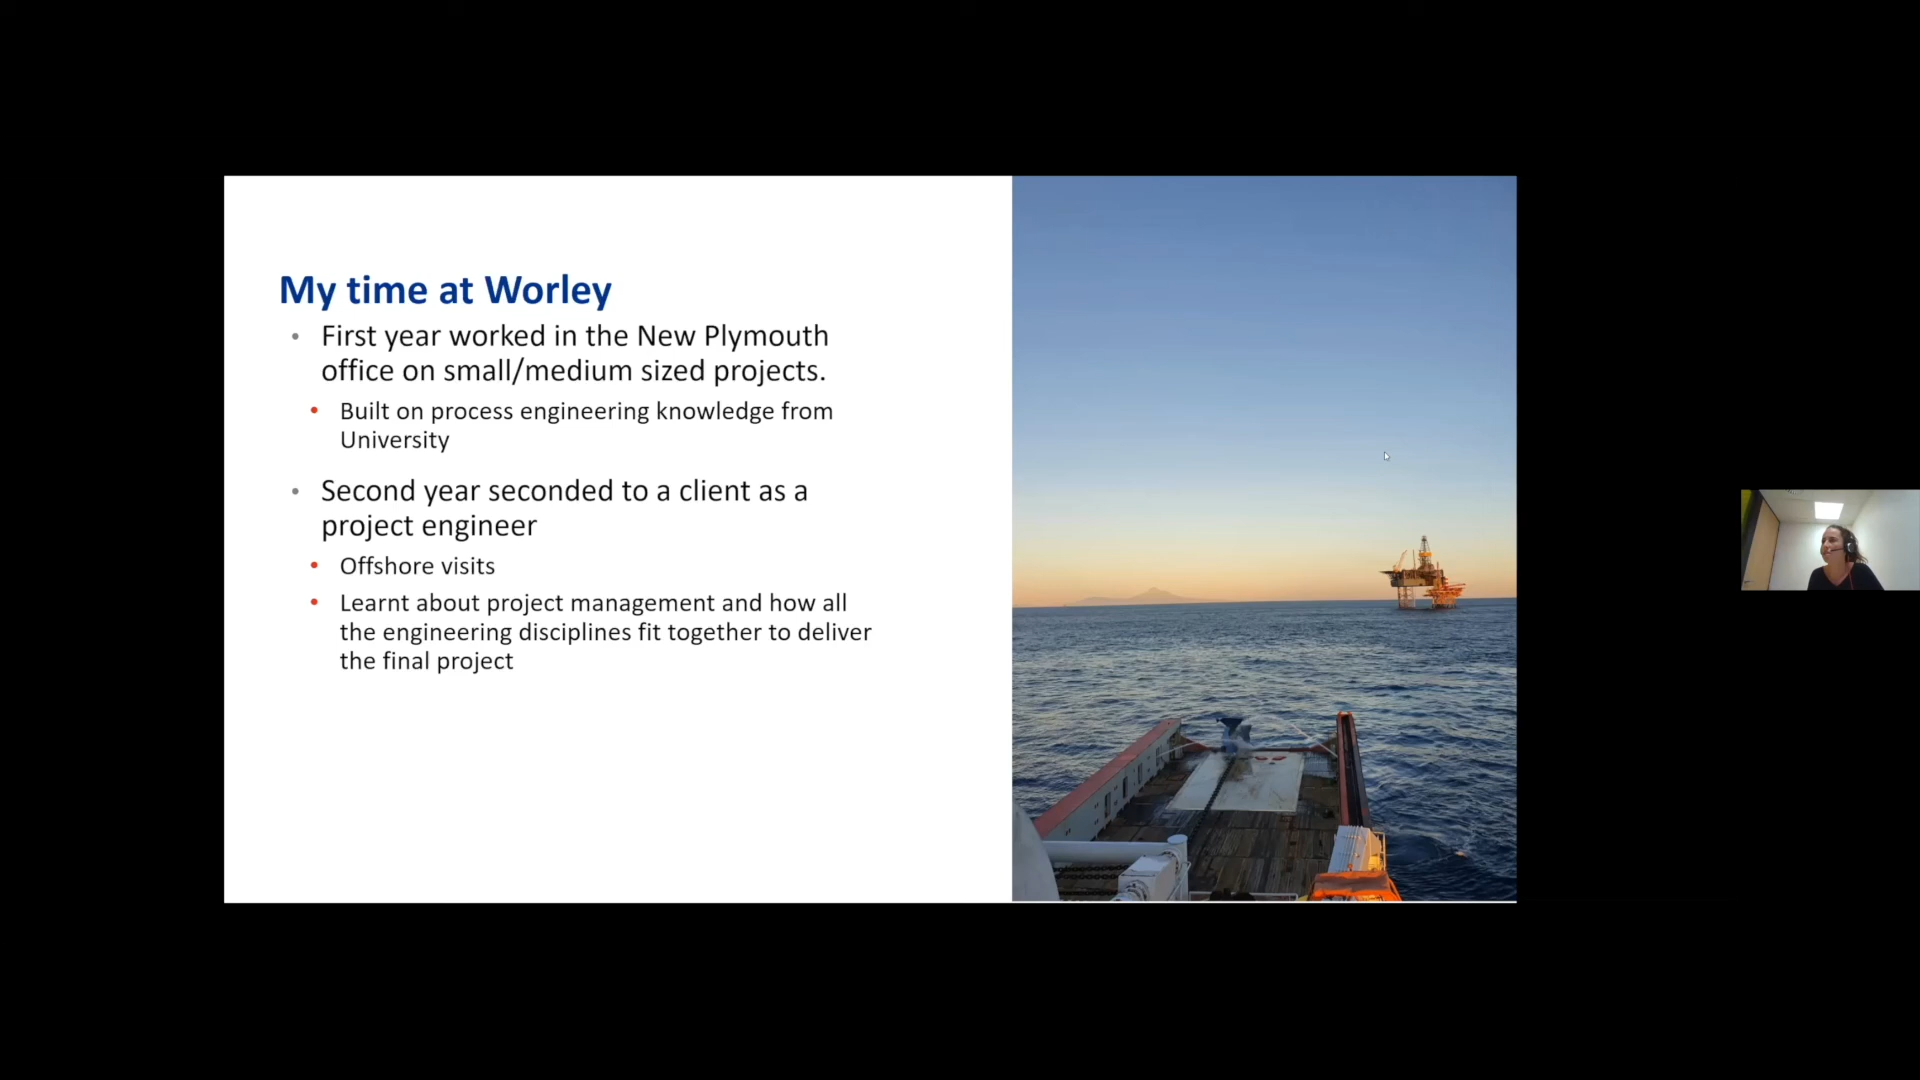 My time at Worley
• First year worked in the New Plymouth
office on small/medium sized projects.
• Built on process engineering knowledge from
University
• Second year seconded to a client as a
project engineer
• Offshore visits
• Learnt about project management and how all
the engineering disciplines fit together to deliver
the final project